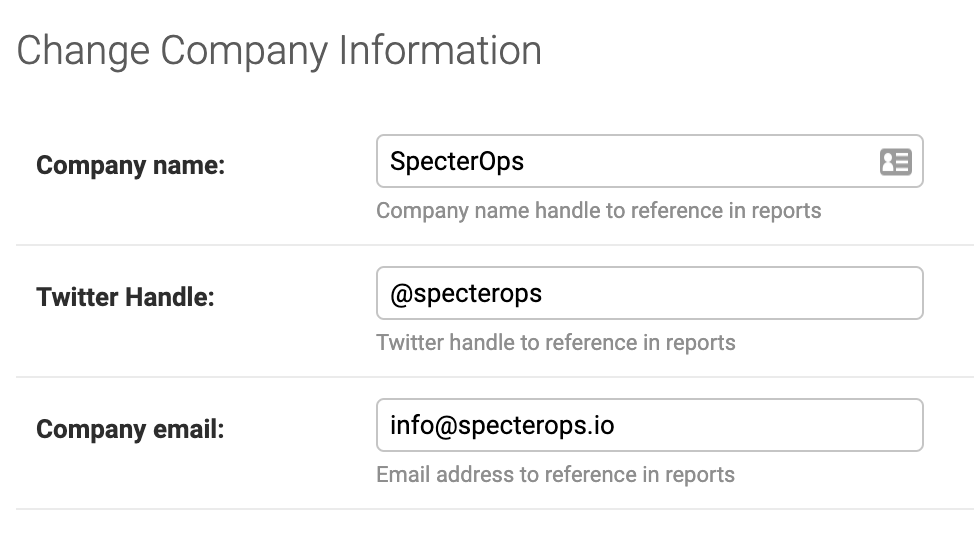 Change Company Information
Company name:
SpecterOps
Company name handle to reference in reports
Twitter Handle:
@specterops
Twitter handle to reference in reports
Company email:
info@specterops.io
Email address to reference in reports